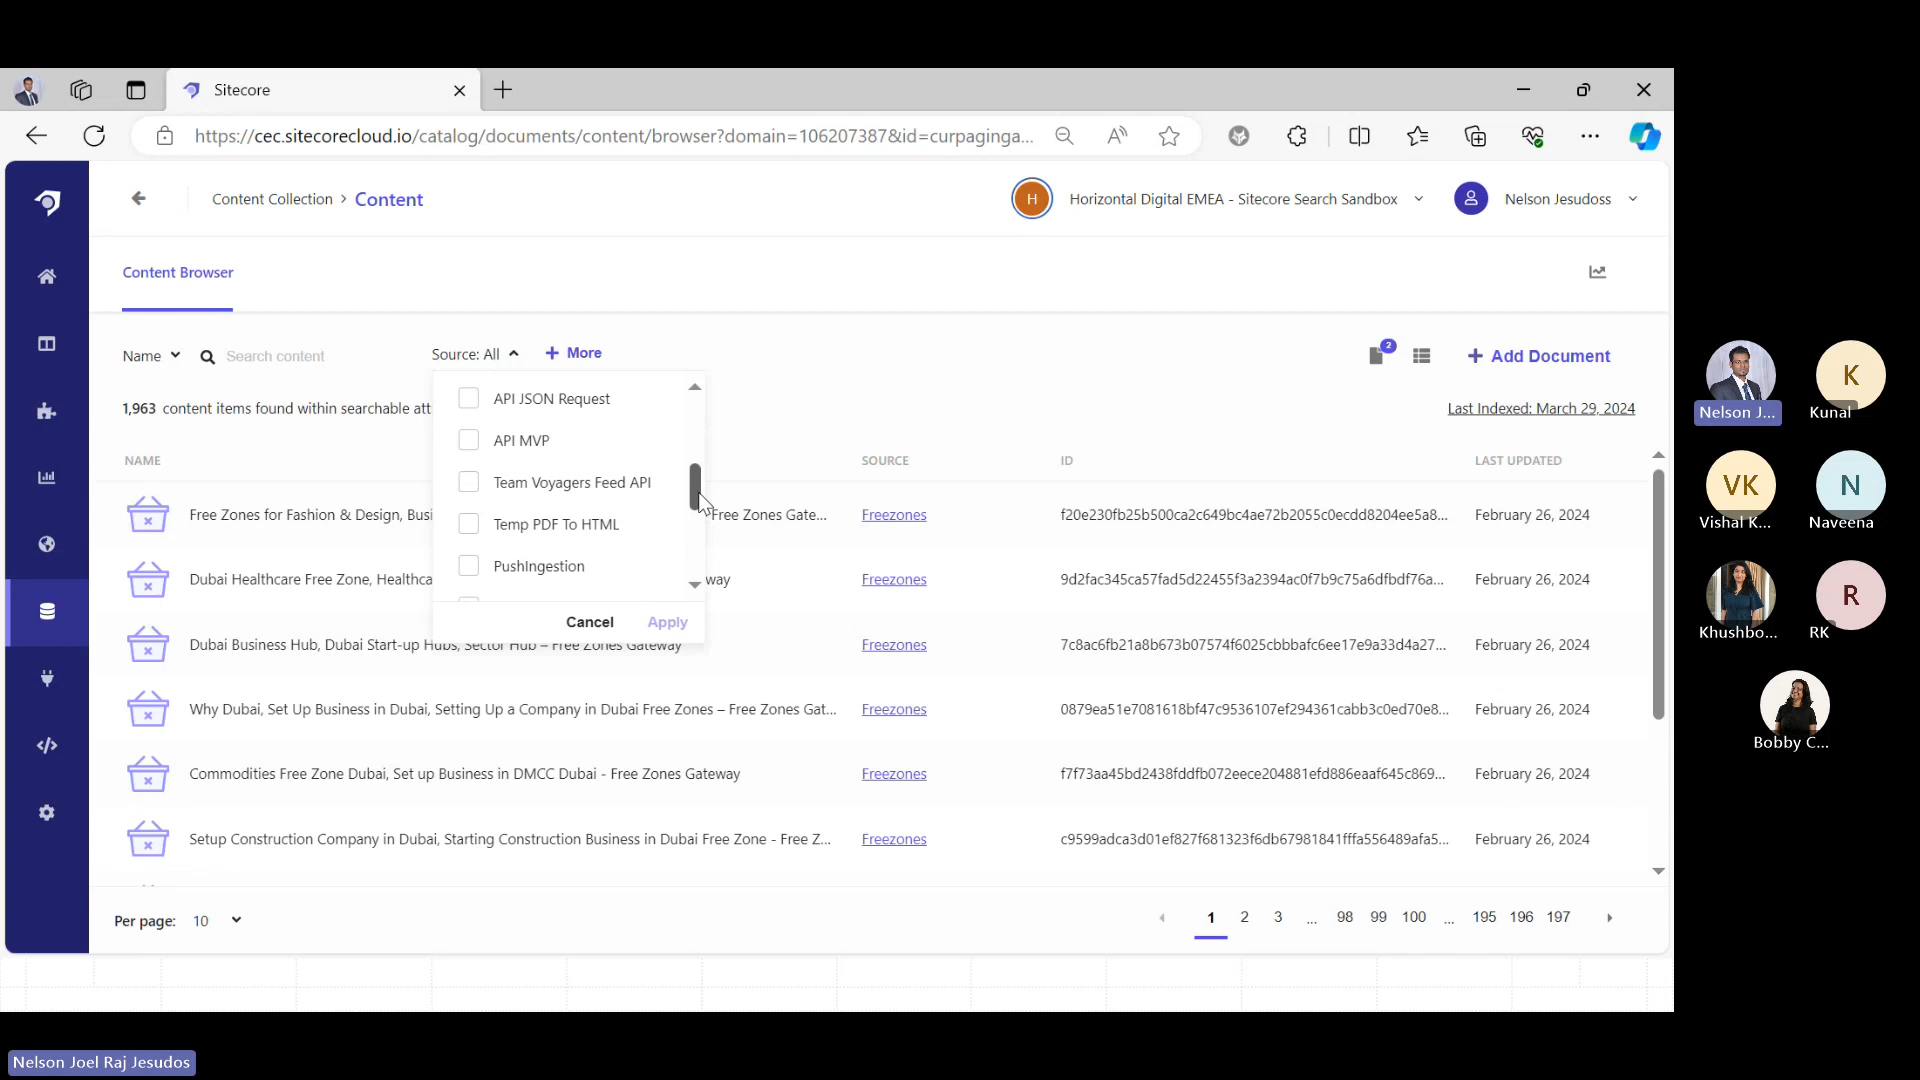 Sitecore
https://cec.sitecorecloud.io/catalog/documents/content/browser?domain=106207387&id=curpaginga...
Content Collection > Content
H
Horizontal Digital EMEA - Sitecore Search Sandbox
Nelson Jesudoss
Content Browser
Name
Search content
Source: All
+ More
2
+ Add Document
1,963 content items found within searchable att
Last Indexed: March 29, 2024
API JSON Request
API MVP
Team Voyagers Feed API
Temp PDF To HTML
PushIngestion
Cancel
Apply
NAME
SOURCE
ID
LAST UPDATED
Free Zones for Fashion & Design, Busi
Free Zones Gate...
Freezones
f20e230fb25b500ca2c649bc4ae72b2055c0ecdd8204ee5a8...
February 26, 2024
Dubai Healthcare Free Zone, Healthca
way
Freezones
9d2fac345ca57fad5d22455f3a2394ac0f7b9c75a6dfbdf76a...
February 26, 2024
Dubai Business Hub, Dubai Start-up Hubs, Sector Hub – Free Zones Gateway
Freezones
7c8ac6fb21a8b673b07574f6025cbbbafc6ee17e9a33d4a27...
February 26, 2024
Why Dubai, Set Up Business in Dubai, Setting Up a Company in Dubai Free Zones – Free Zones Gat...
Freezones
0879ea51e7081618bf47c9536107ef294361cabb3c0ed70e8...
February 26, 2024
Commodities Free Zone Dubai, Set up Business in DMCC Dubai - Free Zones Gateway
Freezones
f7f73aa45bd2438fddfb072eece204881efd886eaaf645c869...
February 26, 2024
Setup Construction Company in Dubai, Starting Construction Business in Dubai Free Zone - Free Z...
Freezones
c9599adca3d01ef827f681323f6db67981841fffa556489afa5...
February 26, 2024
Per page: 10
1 2 3 ... 98 99 100 ... 195 196 197
Nelson J...
K
Kunal
VK
Vishal K...
N
Naveena
Khushbo...
R
RK
Bobby C...
Nelson Joel Raj Jesudos